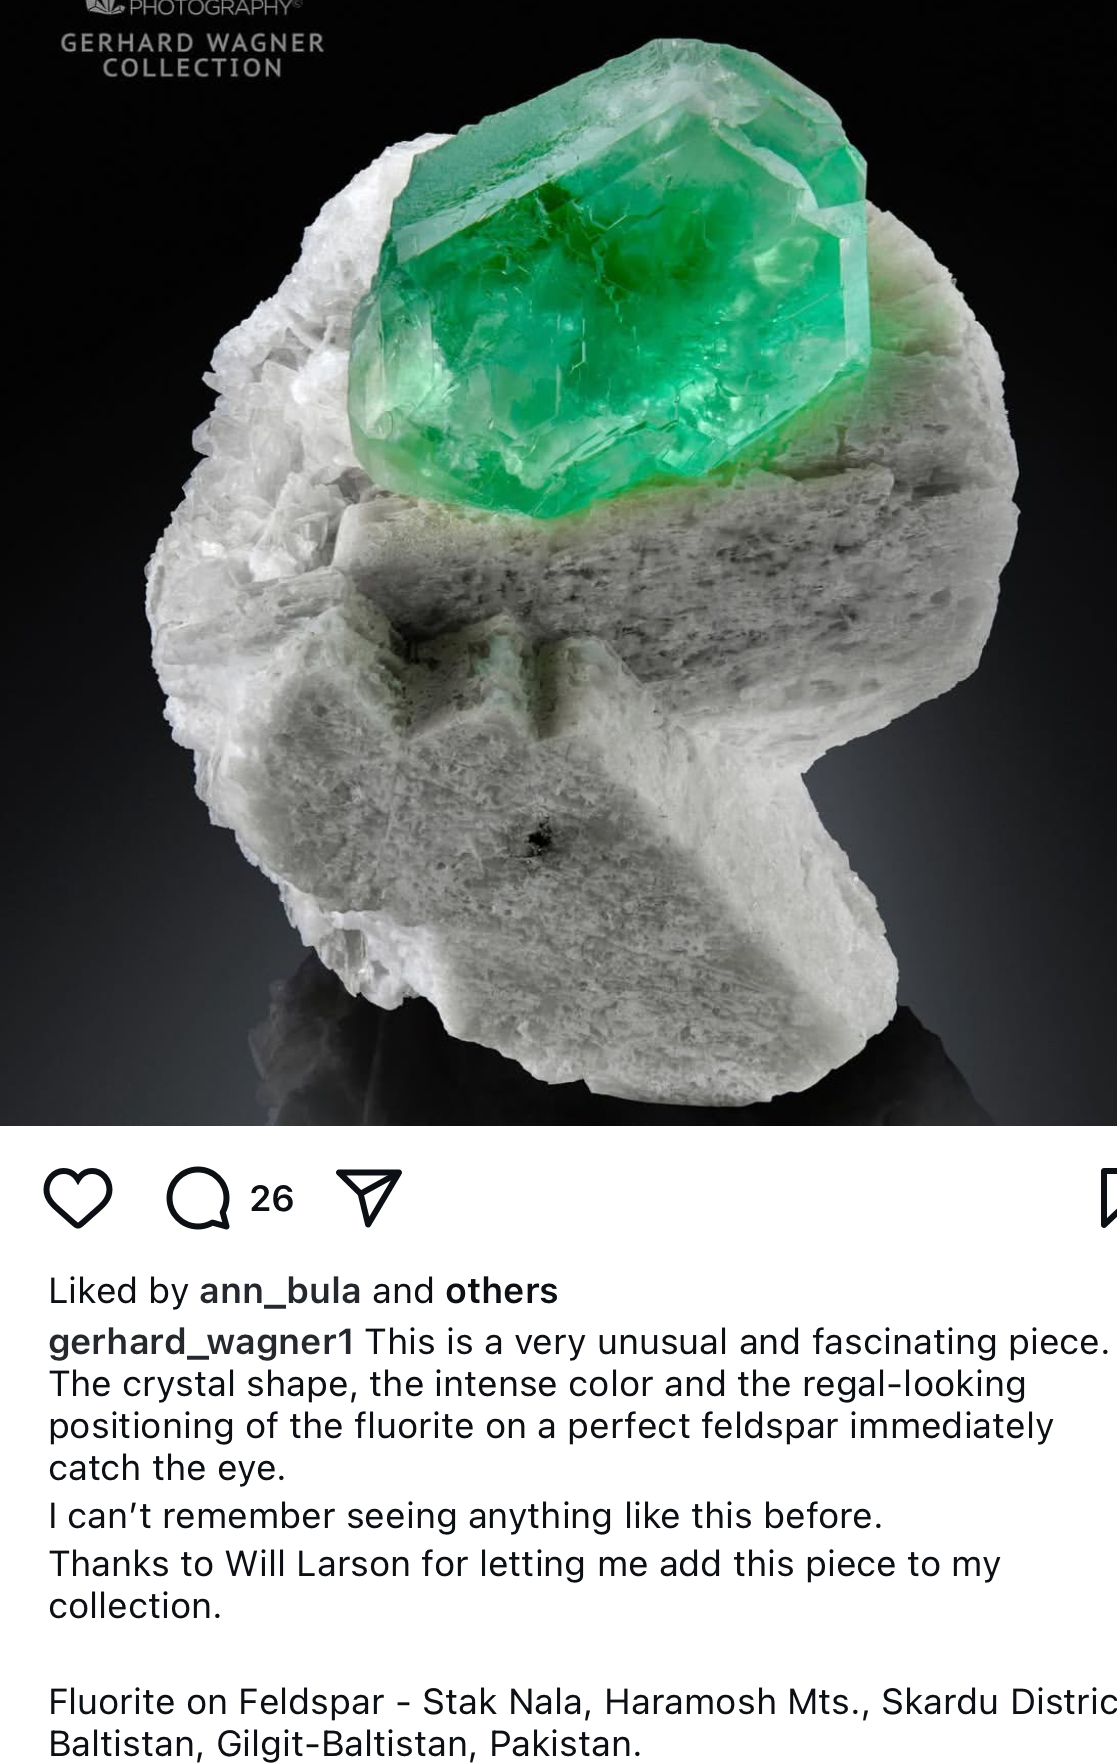 PHOTOGRAPHY©
GERHARD WAGNER
COLLECTION
26
Liked by ann_bula and others
gerhard_wagner1 This is a very unusual and fascinating piece.
The crystal shape, the intense color and the regal-looking
positioning of the fluorite on a perfect feldspar immediately
catch the eye.
I can’t remember seeing anything like this before.
Thanks to Will Larson for letting me add this piece to my
collection.
Fluorite on Feldspar - Stak Nala, Haramosh Mts., Skardu Distric
Baltistan, Gilgit-Baltistan, Pakistan.